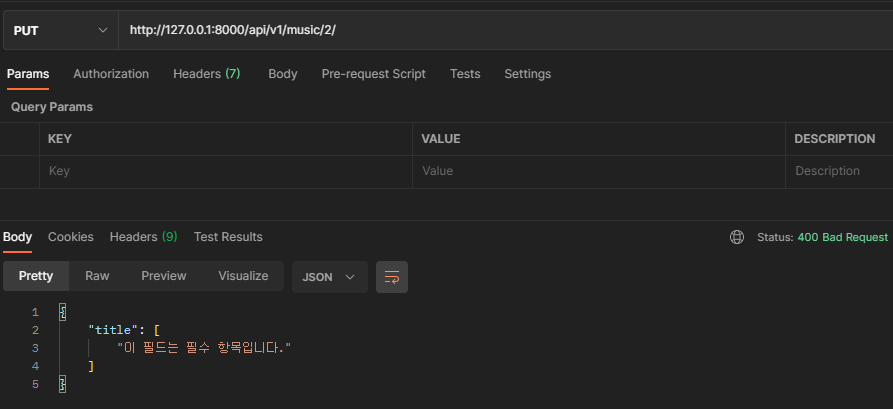 PUT http://127.0.0.1:8000/api/v1/music/2/
Params Authorization Headers (7) Body Pre-request Script Tests Settings
Query Params
KEY VALUE DESCRIPTION
Key Value Description
Body Cookies Headers (9) Test Results Status: 400 Bad Request
Pretty Raw Preview Visualize JSON
1 {
2 "title": [
3 "이 필드는 필수 항목입니다."
4 ]
5 }